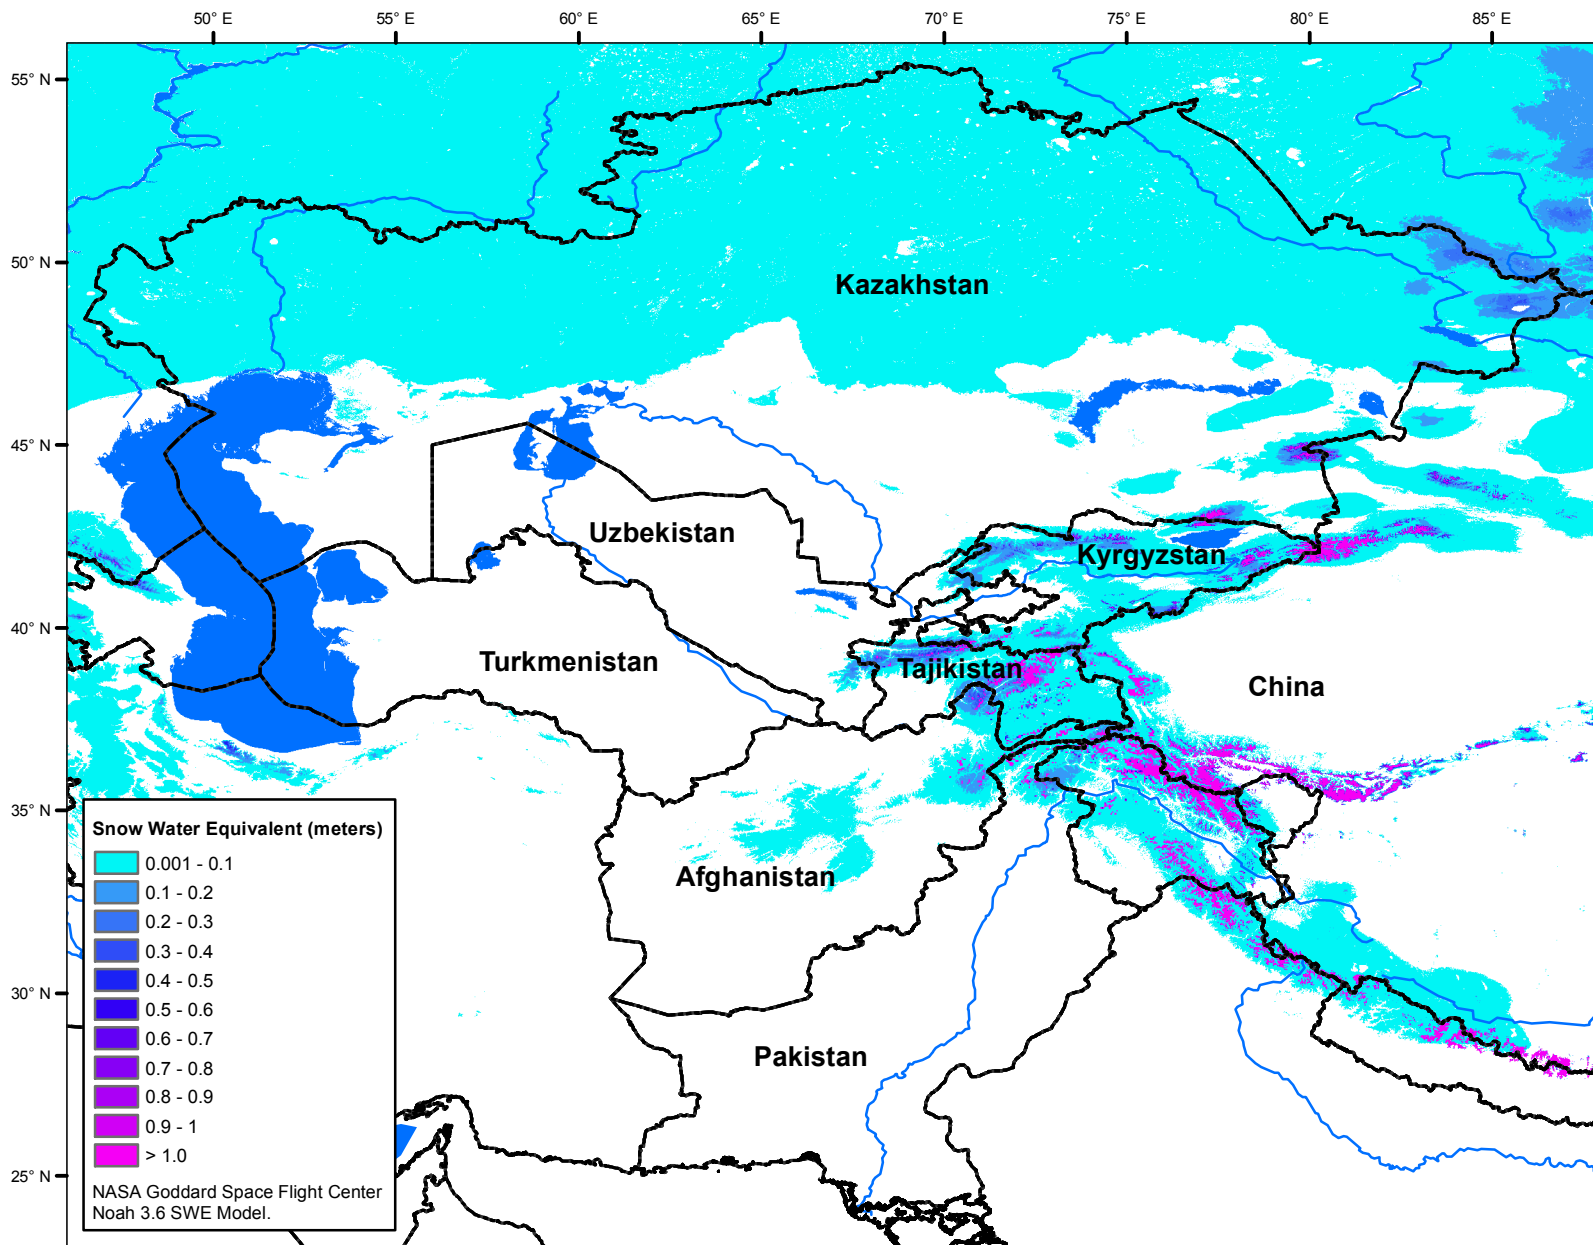 50° E 55° E 60° E 65° E 70° E 75° E 80° E 85° E
55° N
50° N
45° N
40° N
35° N
30° N
25° N
Kazakhstan
Uzbekistan
Kyrgyzstan
Turkmenistan
Tajikistan
China
Afghanistan
Pakistan
Snow Water Equivalent (meters)
0.001 - 0.1
0.1 - 0.2
0.2 - 0.3
0.3 - 0.4
0.4 - 0.5
0.5 - 0.6
0.6 - 0.7
0.7 - 0.8
0.8 - 0.9
0.9 - 1
> 1.0
NASA Goddard Space Flight Center
Noah 3.6 SWE Model.